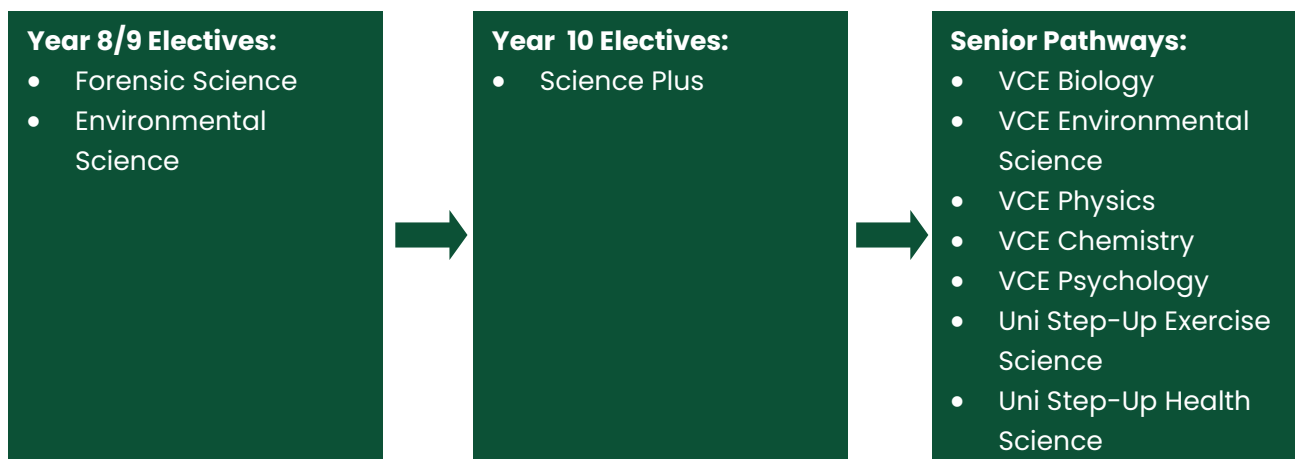 Year 8/9 Electives:
• Forensic Science
• Environmental
Science
Year 10 Electives:
• Science Plus
Senior Pathways:
• VCE Biology
• VCE Environmental
Science
• VCE Physics
• VCE Chemistry
• VCE Psychology
• Uni Step-Up Exercise
Science
• Uni Step-Up Health
Science